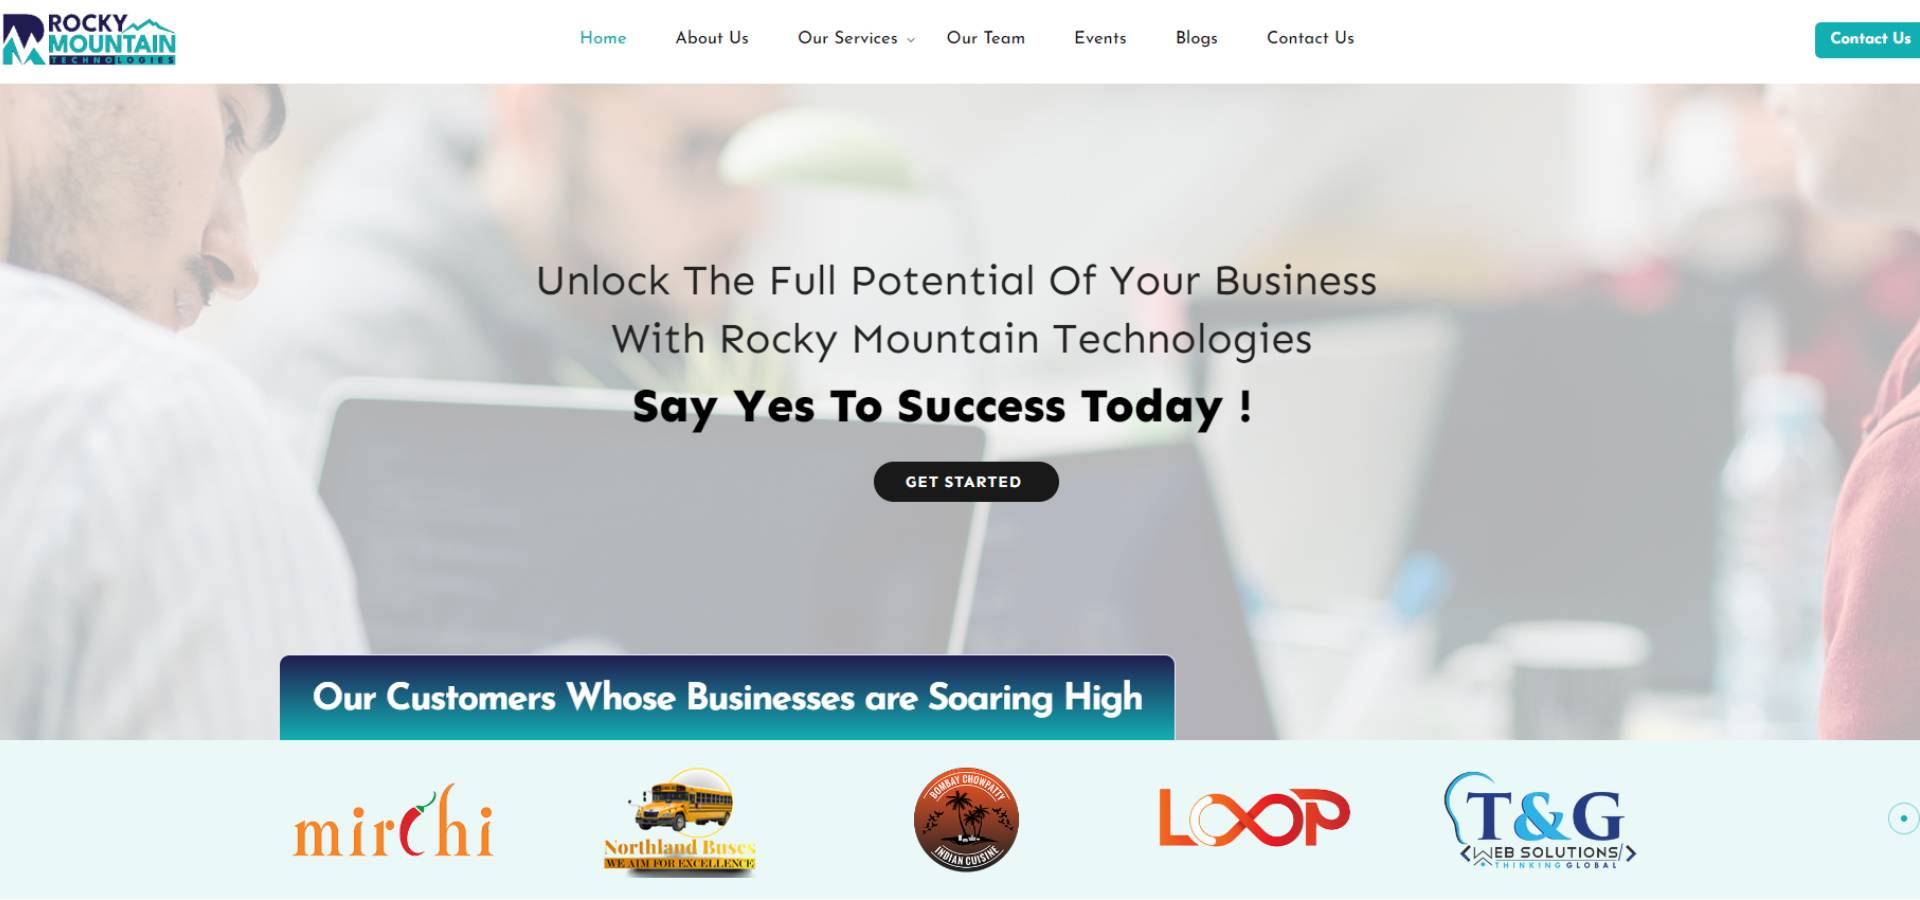 ROCKY
MOUNTAIN
TECHNOLOGIES
Home
About Us
Our Services
Our Team
Events
Blogs
Contact Us
Contact Us
Unlock The Full Potential Of Your Business
With Rocky Mountain Technologies
Say Yes To Success Today !
GET STARTED
Our Customers Whose Businesses are Soaring High
mirchi
Northland Buses
WE AIM FOR EXCELLENCE
BOMBAY CHOWPATTY
INDIAN CUISINE
LOOP
T&G
<WEB SOLUTIONS/>
THINKING GLOBAL